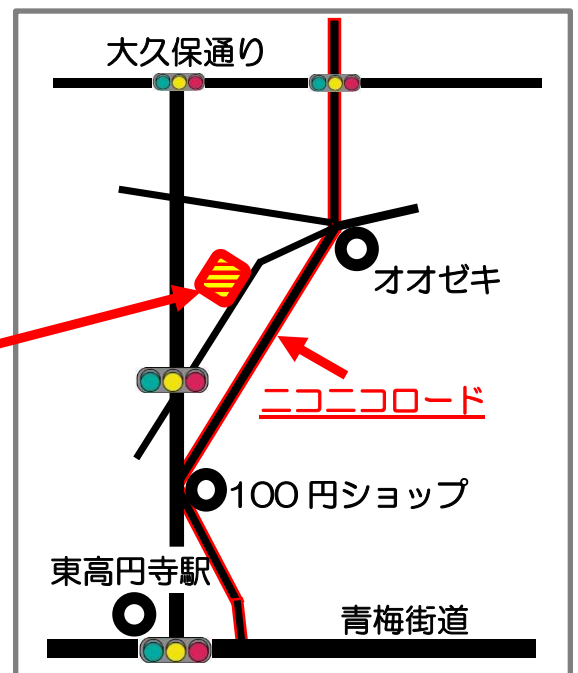 大久保通り
オオゼキ
ニコニコロード
100円ショップ
東高円寺駅
青梅街道